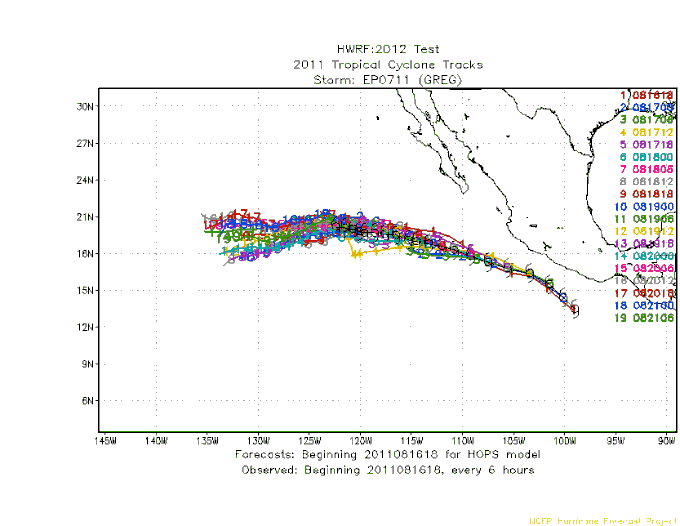 HWRF:2012 Test
2011 Tropical Cyclone Tracks
Storm: EP0711 (GREG)
30N
27N
24N
21N
18N
15N
12N
9N
6N
1 081618
2 081700
3 081706
4 081712
5 081718
6 081800
7 081806
8 081812
9 081818
10 081900
11 081906
12 081912
13 081918
14 082000
15 082006
16 082012
17 082018
18 082100
19 082106
145W 140W 135W 130W 125W 120W 115W 110W 105W 100W 95W 90W
Forecasts: Beginning 2011081618 for HOPS model
Observed: Beginning 2011081618, every 6 hours
NCEP Hurricane Forecast Project